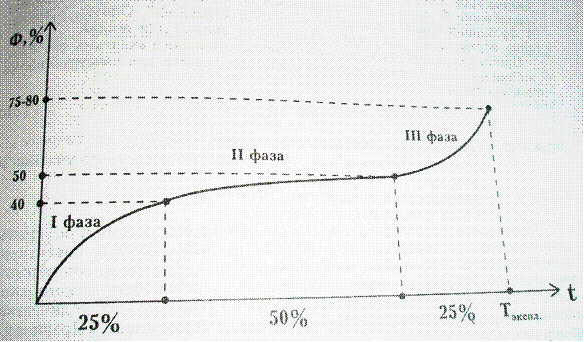 Ф,%
75-80
III фаза
II фаза
50
40
I фаза
t
25%
50%
25%
Tэкспл.